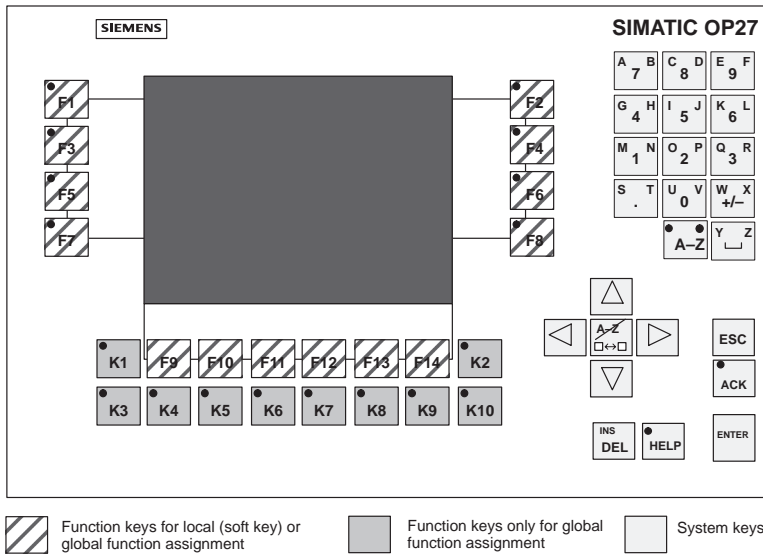 SIEMENS
SIMATIC OP27
F1 F2
F3 F4
F5 F6
F7 F8
A 7 B C 8 D E 9 F
G 4 H I 5 J K 6 L
M 1 N O 2 P Q 3 R
S . T U 0 V W +/– X
A–Z Y Z
K1 F9 F10 F11 F12 F13 F14 K2
K3 K4 K5 K6 K7 K8 K9 K10
A–Z
ESC
ACK
INS
DEL
HELP
ENTER
Function keys for local (soft key) or
global function assignment
Function keys only for global
function assignment
System keys